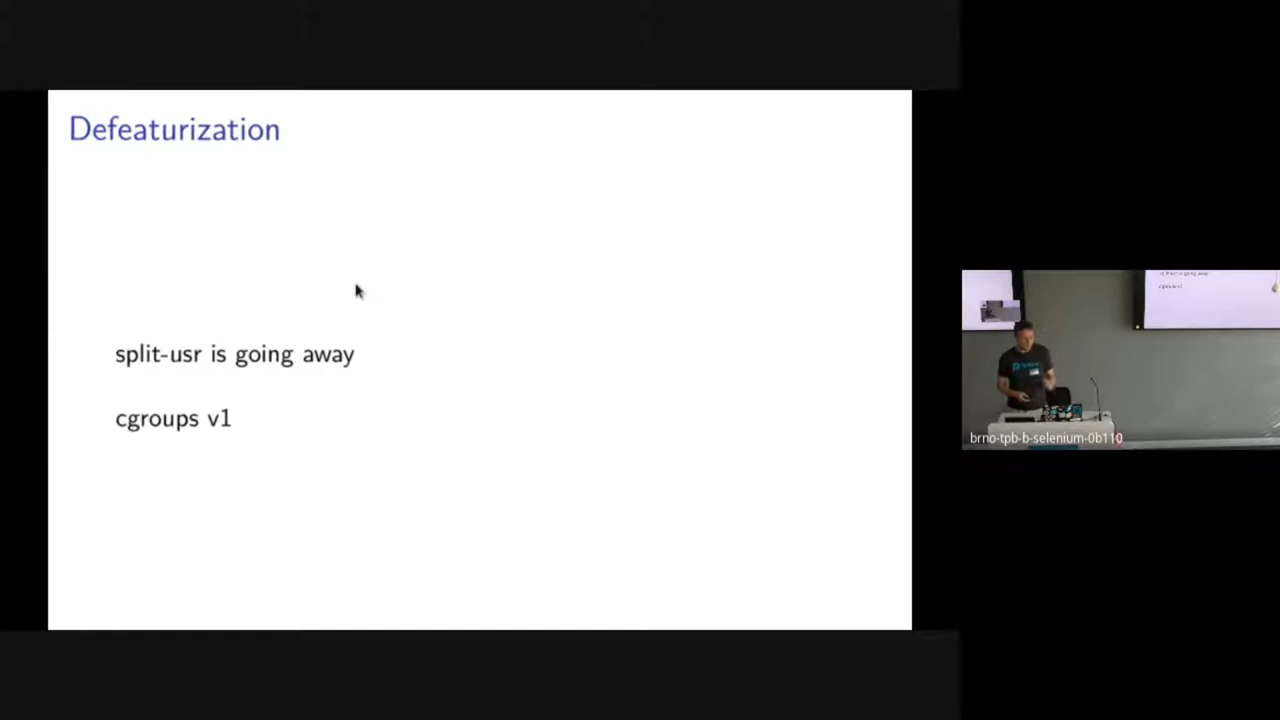 Defeaturization
split-usr is going away
cgroups v1
brno-tpb-b-selenium-0b110